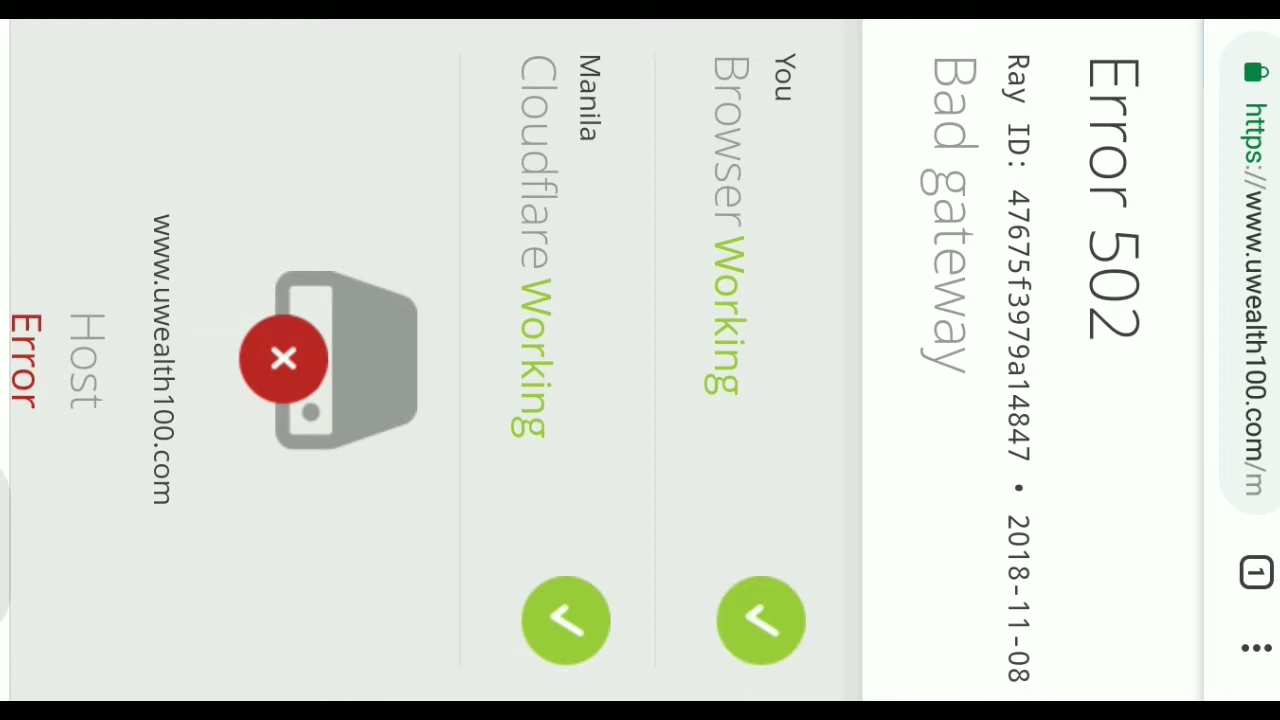 https://www.uwealth100.com/m
1
Error 502
Ray ID: 47675f3979a14847 • 2018-11-08
Bad gateway
You
Browser Working
Manila
Cloudflare Working
www.uwealth100.com
Host
Error